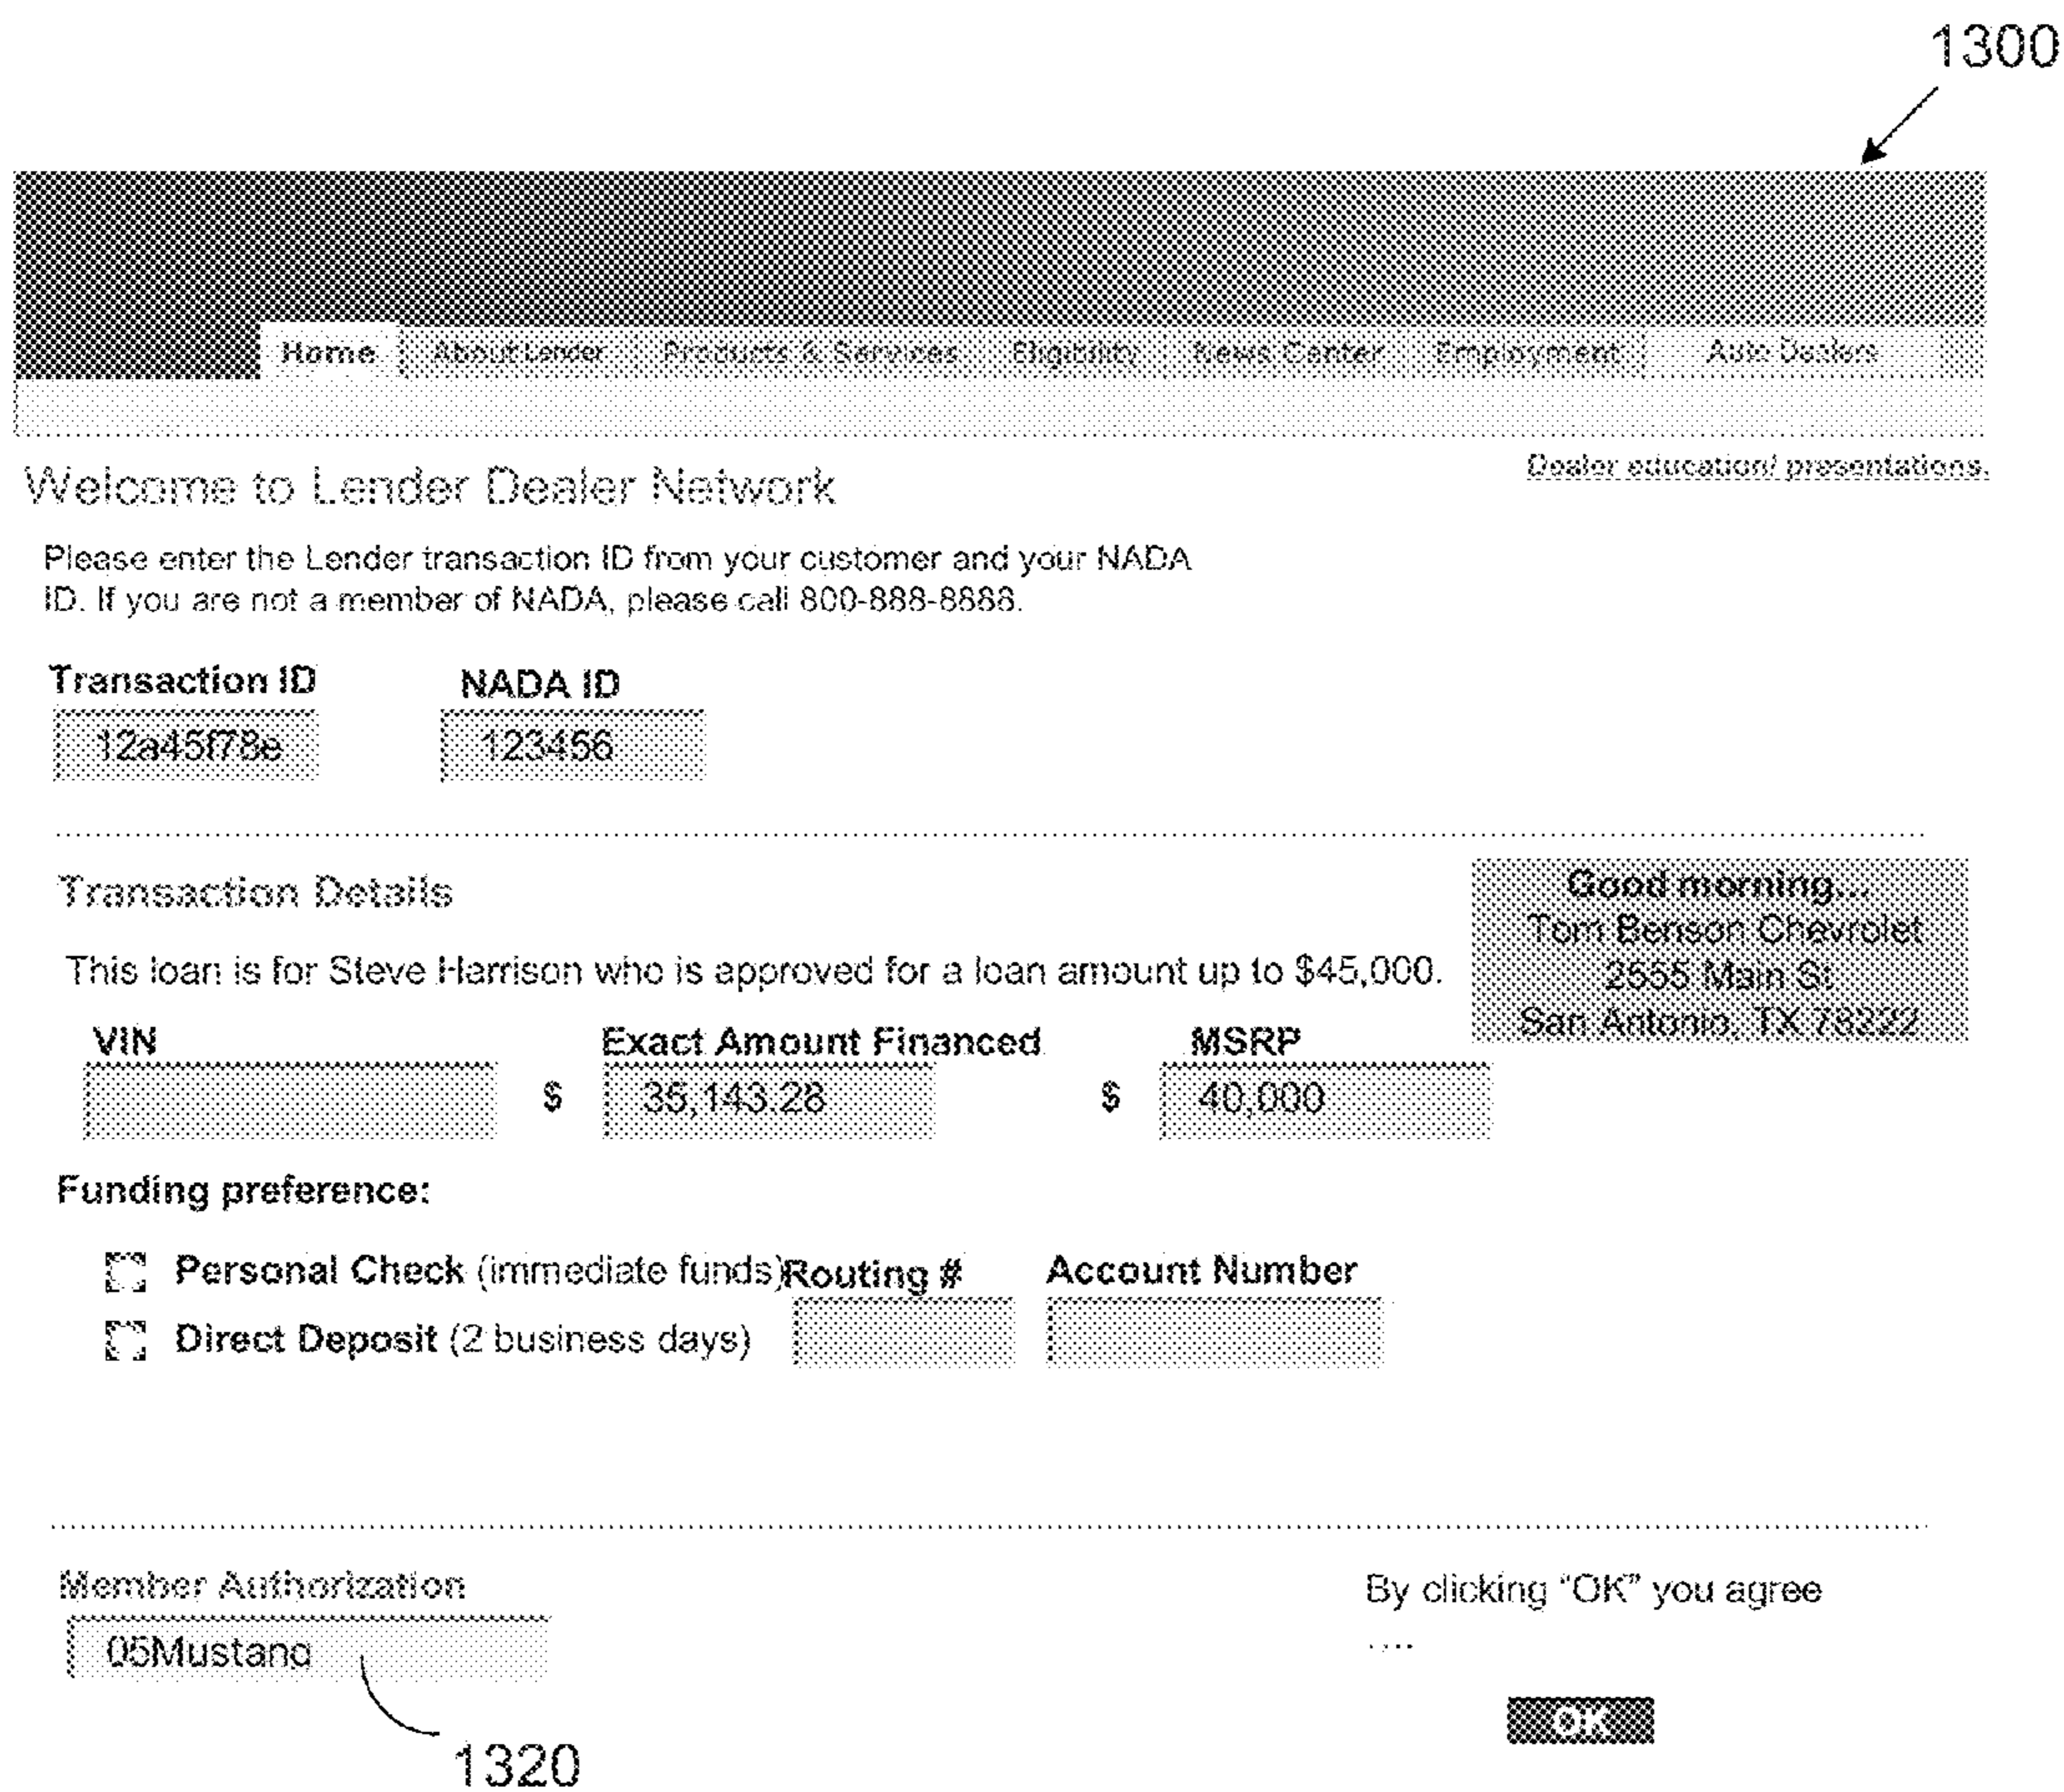 1300
Home About Lender Products & Services Eligibility News Center Employment Auto Dealers
Dealer education/ presentations.
Welcome to Lender Dealer Network
Please enter the Lender transaction ID from your customer and your NADA
ID. If you are not a member of NADA, please call 800-888-8888.
Transaction ID NADA ID
12a45f78e 123456
Transaction Details
Good morning...
Tom Benson Chevrolet
2555 Main St
San Antonio, TX 78222
This loan is for Steve Harrison who is approved for a loan amount up to $45,000.
VIN Exact Amount Financed MSRP
$ 35,143.28 $ 40,000
Funding preference:
Personal Check (immediate funds) Routing # Account Number
Direct Deposit (2 business days)
Member Authorization
05Mustang
1320
By clicking “OK” you agree
....
OK